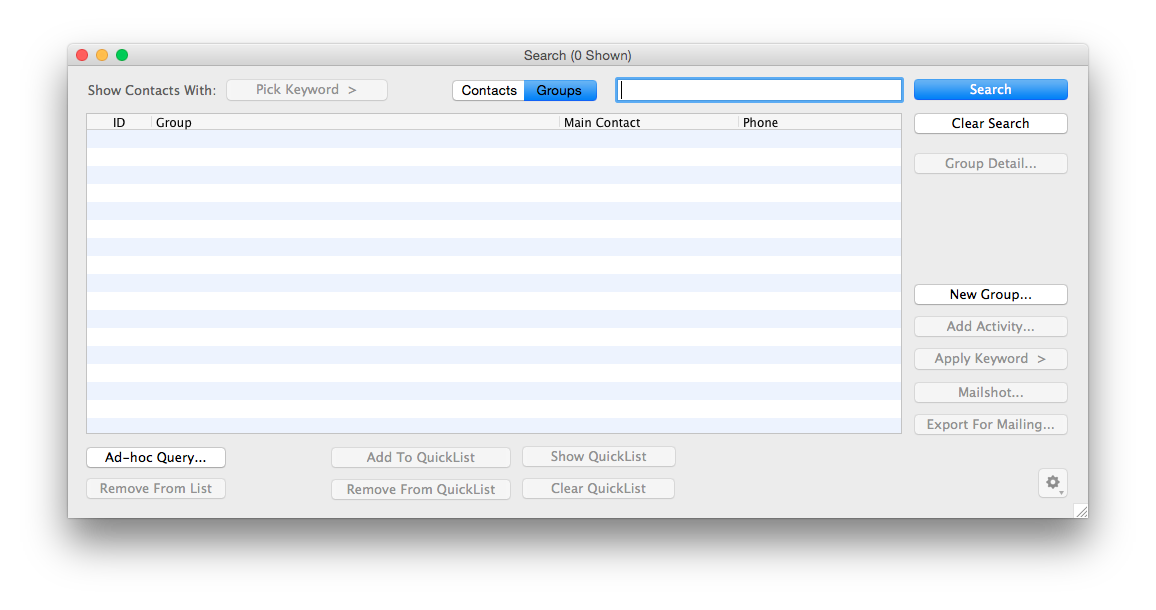 Search (0 Shown)
Show Contacts With: Pick Keyword > Contacts Groups Search
ID Group Main Contact Phone
Clear Search
Group Detail...
New Group...
Add Activity...
Apply Keyword >
Mailshot...
Export For Mailing...
Ad-hoc Query... Add To QuickList Show QuickList
Remove From List Remove From QuickList Clear QuickList